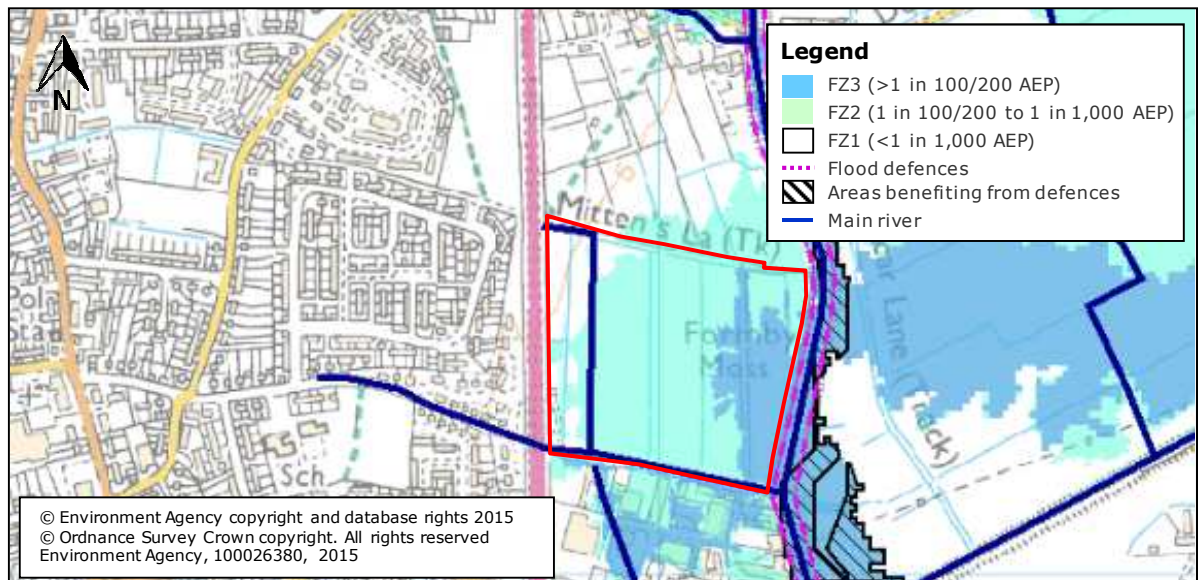 N
Legend
FZ3 (>1 in 100/200 AEP)
FZ2 (1 in 100/200 to 1 in 1,000 AEP)
FZ1 (<1 in 1,000 AEP)
Flood defences
Areas benefiting from defences
Main river
Mitten's La (Tk)
Formby
Moss
Lane (Track)
Pol
Sta
Sch
© Environment Agency copyright and database rights 2015
© Ordnance Survey Crown copyright. All rights reserved
Environment Agency, 100026380, 2015